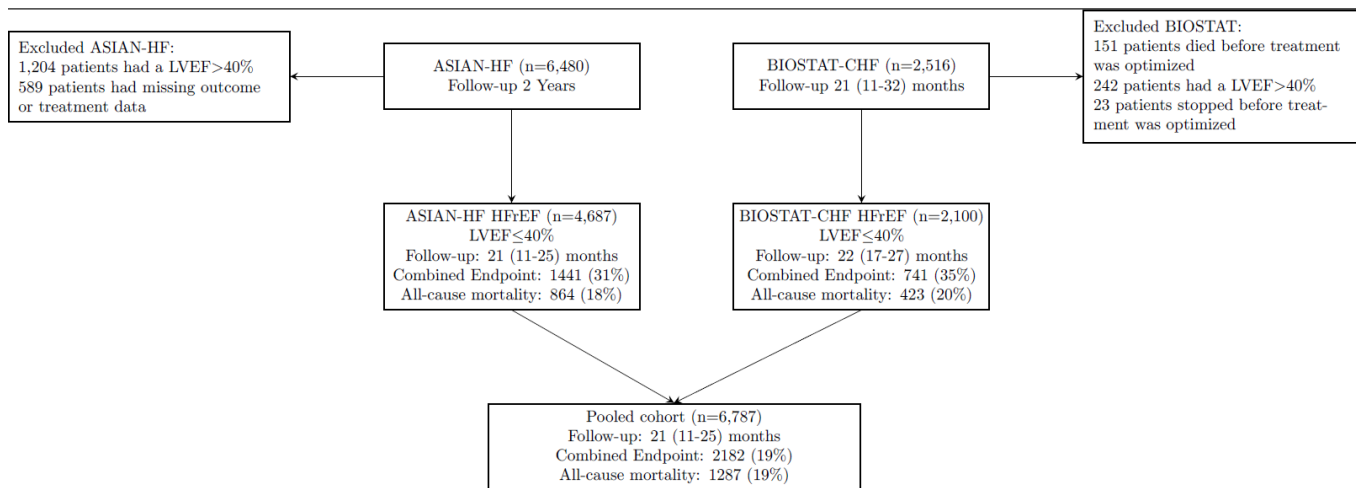 Excluded ASIAN-HF:
1,204 patients had a LVEF>40%
589 patients had missing outcome
or treatment data
ASIAN-HF (n=6,480)
Follow-up 2 Years
BIOSTAT-CHF (n=2,516)
Follow-up 21 (11-32) months
Excluded BIOSTAT:
151 patients died before treatment
was optimized
242 patients had a LVEF>40%
23 patients stopped before treat-
ment was optimized
ASIAN-HF HFrEF (n=4,687)
LVEF≤40%
Follow-up: 21 (11-25) months
Combined Endpoint: 1441 (31%)
All-cause mortality: 864 (18%)
BIOSTAT-CHF HFrEF (n=2,100)
LVEF≤40%
Follow-up: 22 (17-27) months
Combined Endpoint: 741 (35%)
All-cause mortality: 423 (20%)
Pooled cohort (n=6,787)
Follow-up: 21 (11-25) months
Combined Endpoint: 2182 (19%)
All-cause mortality: 1287 (19%)